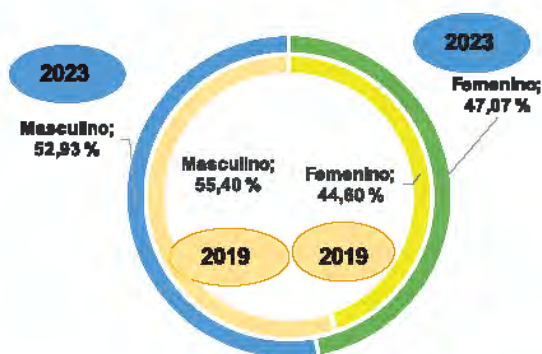 2023
Masculino;
52,93 %
2023
Femenino;
47,07 %
Masculino;
55,40 %
Femenino;
44,60 %
2019
2019